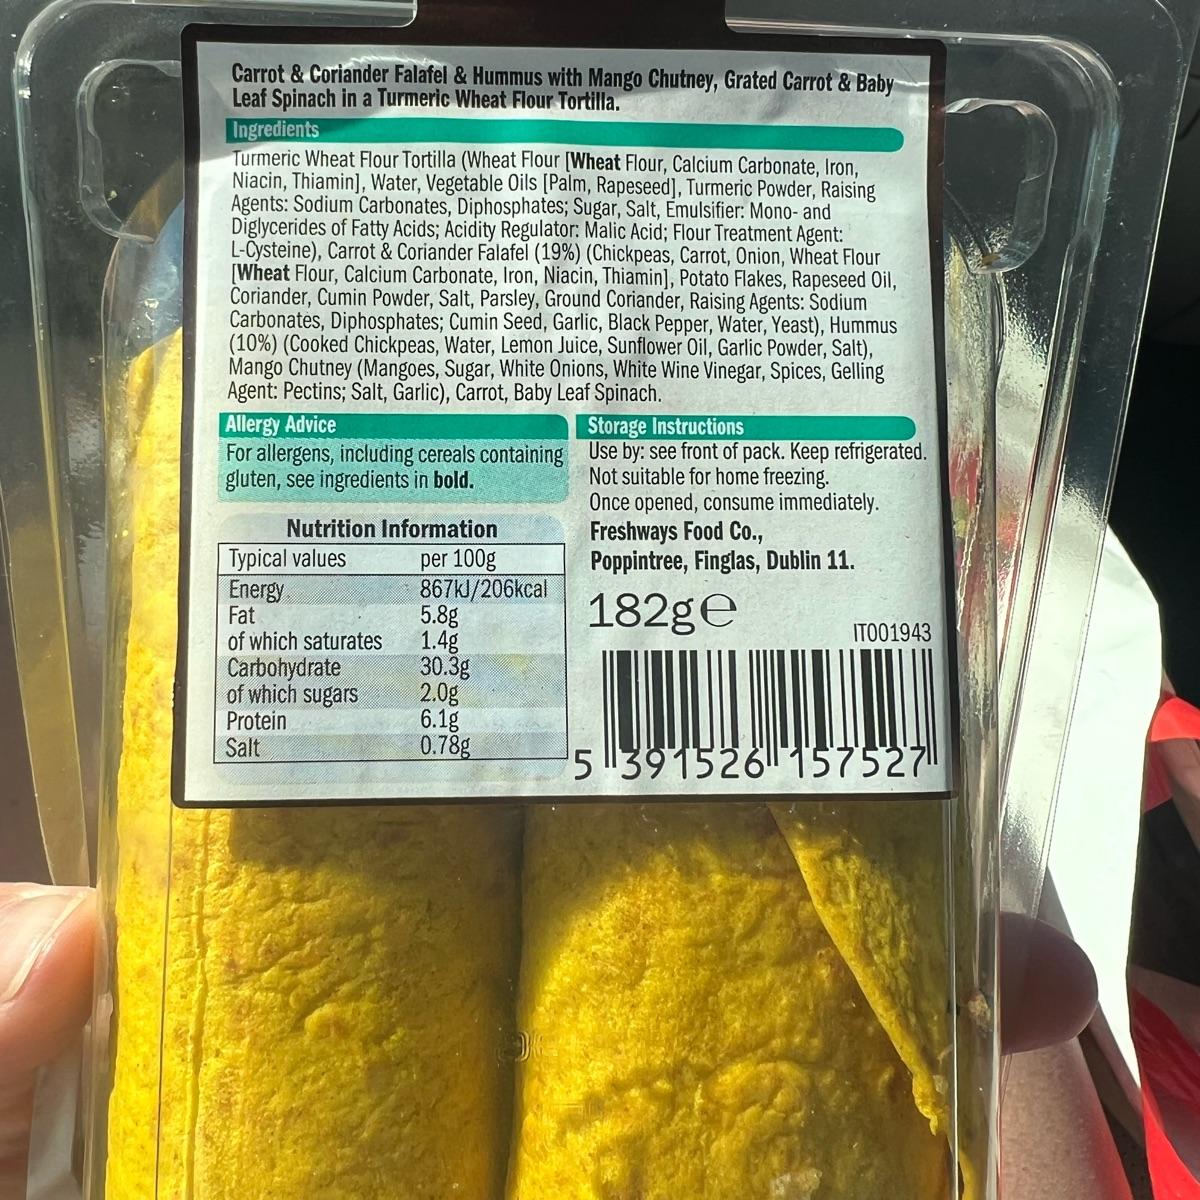 Carrot & Coriander Falafel & Hummus with Mango Chutney, Grated Carrot & Baby
Leaf Spinach in a Turmeric Wheat Flour Tortilla.
Ingredients
Turmeric Wheat Flour Tortilla (Wheat Flour [Wheat Flour, Calcium Carbonate, Iron,
Niacin, Thiamin], Water, Vegetable Oils [Palm, Rapeseed], Turmeric Powder, Raising
Agents: Sodium Carbonates, Diphosphates; Sugar, Salt, Emulsifier: Mono- and
Diglycerides of Fatty Acids; Acidity Regulator: Malic Acid; Flour Treatment Agent:
L-Cysteine), Carrot & Coriander Falafel (19%) (Chickpeas, Carrot, Onion, Wheat Flour
[Wheat Flour, Calcium Carbonate, Iron, Niacin, Thiamin], Potato Flakes, Rapeseed Oil,
Coriander, Cumin Powder, Salt, Parsley, Ground Coriander, Raising Agents: Sodium
Carbonates, Diphosphates; Cumin Seed, Garlic, Black Pepper, Water, Yeast), Hummus
(10%) (Cooked Chickpeas, Water, Lemon Juice, Sunflower Oil, Garlic Powder, Salt),
Mango Chutney (Mangoes, Sugar, White Onions, White Wine Vinegar, Spices, Gelling
Agent: Pectins; Salt, Garlic), Carrot, Baby Leaf Spinach.
Allergy Advice
For allergens, including cereals containing
gluten, see ingredients in bold.
Storage Instructions
Use by: see front of pack. Keep refrigerated.
Not suitable for home freezing.
Once opened, consume immediately.
Freshways Food Co.,
Poppintree, Finglas, Dublin 11.
182g℮
IT001943
5 391526 157527
Nutrition Information
Typical values per 100g
Energy 867kJ/206kcal
Fat 5.8g
of which saturates 1.4g
Carbohydrate 30.3g
of which sugars 2.0g
Protein 6.1g
Salt 0.78g